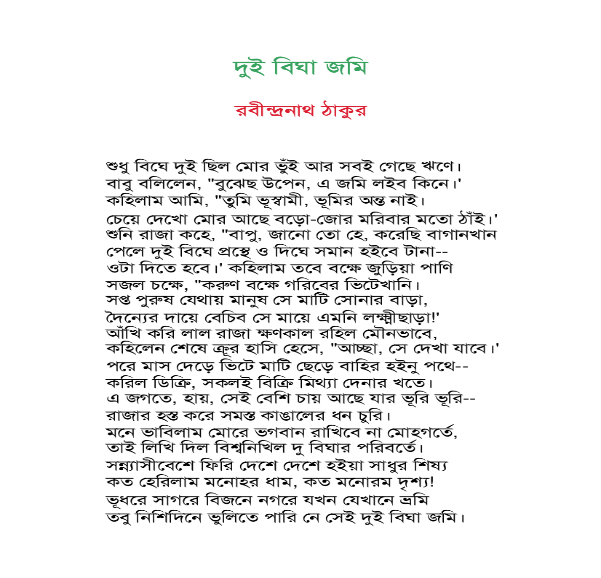 দুই বিঘা জমি
রবীন্দ্রনাথ ঠাকুর
শুধু বিঘে দুই ছিল মোর ভুঁই আর সবই গেছে ঋণে।
বাবু বলিলেন, "বুঝেছ উপেন, এ জমি লইব কিনে।'
কহিলাম আমি, "তুমি ভূস্বামী, ভূমির অন্ত নাই।
চেয়ে দেখো মোর আছে বড়ো-জোর মরিবার মতো ঠাঁই।'
শুনি রাজা কহে, "বাপু, জানো তো হে, করেছি বাগানখান
পেলে দুই বিঘে প্রস্থে ও দিঘে সমান হইবে টানা--
ওটা দিতে হবে।' কহিলাম তবে বক্ষে জুড়িয়া পাণি
সজল চক্ষে, "করুণ বক্ষে গরিবের ভিটেখানি।
সপ্ত পুরুষ যেথায় মানুষ সে মাটি সোনার বাড়া,
দৈন্যের দায়ে বেচিব সে মায়ে এমনি লক্ষ্মীছাড়া!'
আঁখি করি লাল রাজা ক্ষণকাল রহিল মৌনভাবে,
কহিলেন শেষে ক্রূর হাসি হেসে, "আচ্ছা, সে দেখা যাবে।'
পরে মাস দেড়ে ভিটে মাটি ছেড়ে বাহির হইনু পথে--
করিল ডিক্রি, সকলই বিক্রি মিথ্যা দেনার খতে।
এ জগতে, হায়, সেই বেশি চায় আছে যার ভূরি ভূরি--
রাজার হস্ত করে সমস্ত কাঙালের ধন চুরি।
মনে ভাবিলাম মোরে ভগবান রাখিবে না মোহগর্তে,
তাই লিখি দিল বিশ্বনিখিল দু বিঘার পরিবর্তে।
সন্ন্যাসীবেশে ফিরি দেশে দেশে হইয়া সাধুর শিষ্য
কত হেরিলাম মনোহর ধাম, কত মনোরম দৃশ্য!
ভূধরে সাগরে বিজনে নগরে যখন যেখানে ভ্রমি
তবু নিশিদিনে ভুলিতে পারি নে সেই দুই বিঘা জমি।